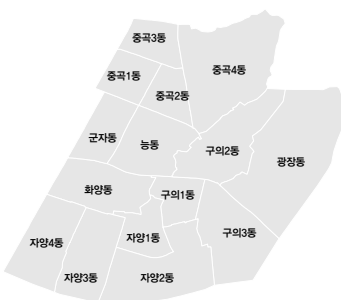 중곡3동
중곡4동
중곡1동
중곡2동
군자동
능동
구의2동
광장동
화양동
구의1동
구의3동
자양4동
자양1동
자양3동
자양2동